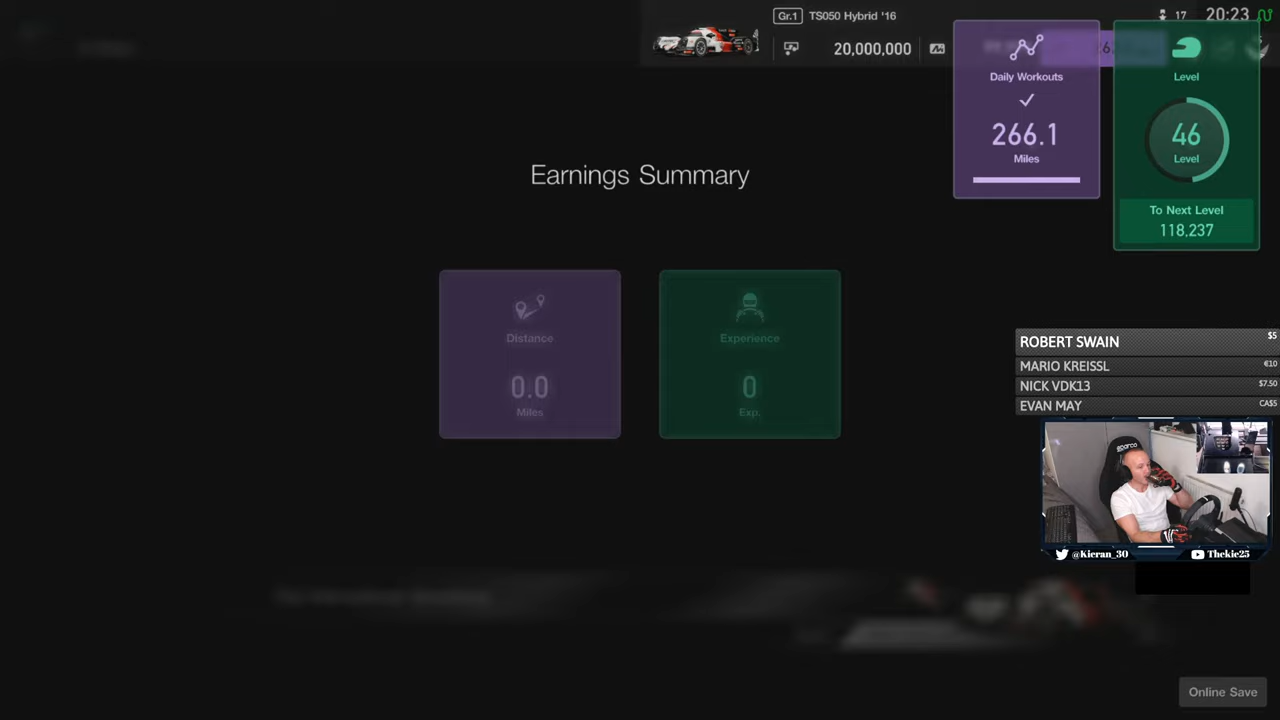 Gr.1 TS050 Hybrid '16
17 20:23
20,000,000
Daily Workouts
266.1
Miles
Level
46
Level
To Next Level
118,237
Earnings Summary
Distance
0.0
Miles
Experience
0
Exp.
ROBERT SWAIN $5
MARIO KREISSL €10
NICK VDK13 $7.50
EVAN MAY CA$5
sparco
@Kieran_30 Thekie25
Online Save